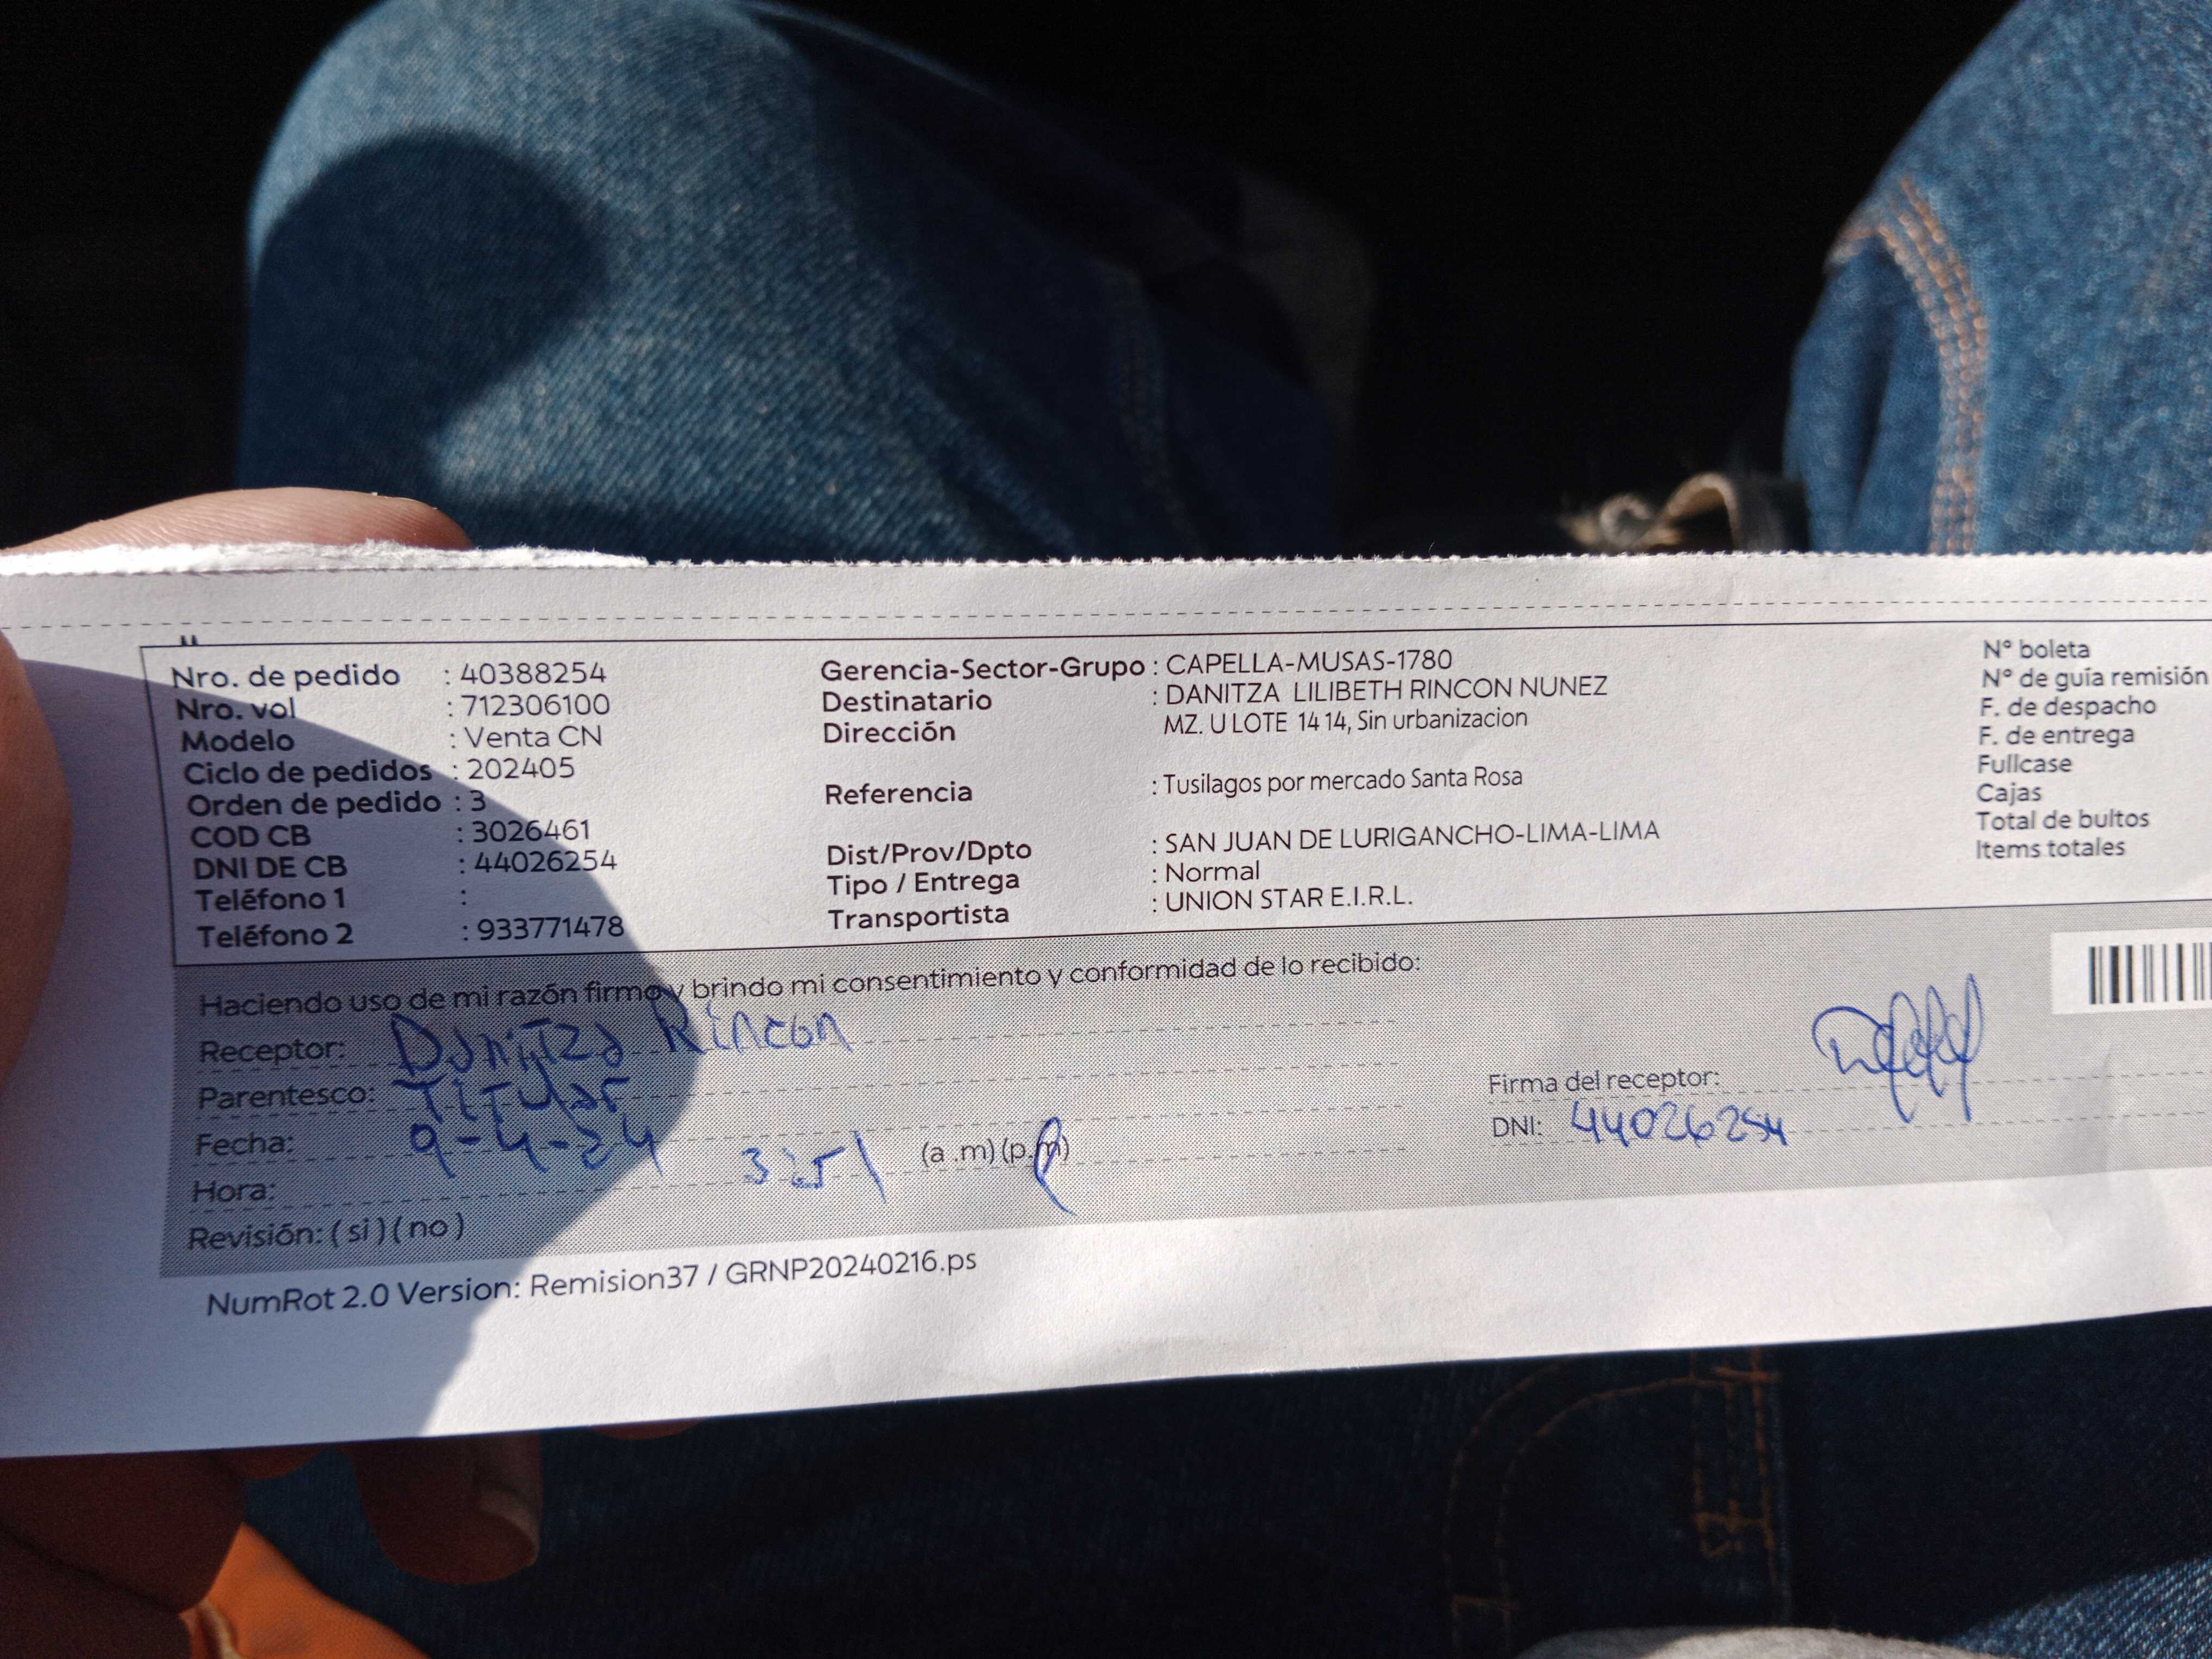 Nro. de pedido : 40388254
Nro. vol : 712306100
Modelo : Venta CN
Ciclo de pedidos : 202405
Orden de pedido : 3
COD CB : 3026461
DNI DE CB : 44026254
Teléfono 1 :
Teléfono 2 : 933771478
Gerencia-Sector-Grupo : CAPELLA-MUSAS-1780
Destinatario : DANITZA LILIBETH RINCON NUNEZ
Dirección MZ. U LOTE 14 14, Sin urbanizacion
Referencia : Tusilagos por mercado Santa Rosa
Dist/Prov/Dpto : SAN JUAN DE LURIGANCHO-LIMA-LIMA
Tipo / Entrega : Normal
Transportista : UNION STAR E.I.R.L.
N° boleta
N° de guía remisión
F. de despacho
F. de entrega
Fullcase
Cajas
Total de bultos
Items totales
Haciendo uso de mi razón firmo y brindo mi consentimiento y conformidad de lo recibido:
Receptor: Danitza Rincon
Parentesco: Titular
Fecha: 9-4-24
Hora: (a .m) (p.m)
Revisión: ( si ) ( no )
Firma del receptor:
DNI: 44026254
NumRot 2.0 Version: Remision37 / GRNP20240216.ps